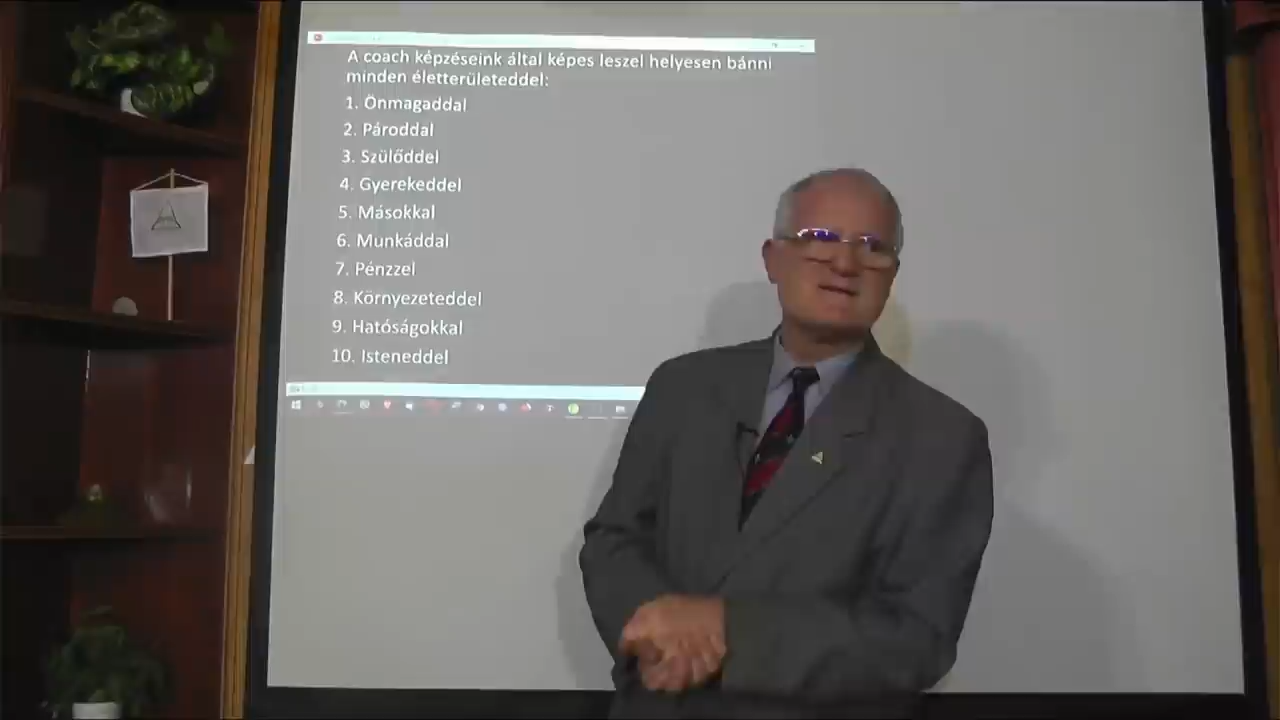 A coach képzéseink által képes leszel helyesen bánni
minden életterületeddel:
1. Önmagaddal
2. Pároddal
3. Szülőddel
4. Gyerekeddel
5. Másokkal
6. Munkáddal
7. Pénzzel
8. Környezeteddel
9. Hatóságokkal
10. Isteneddel